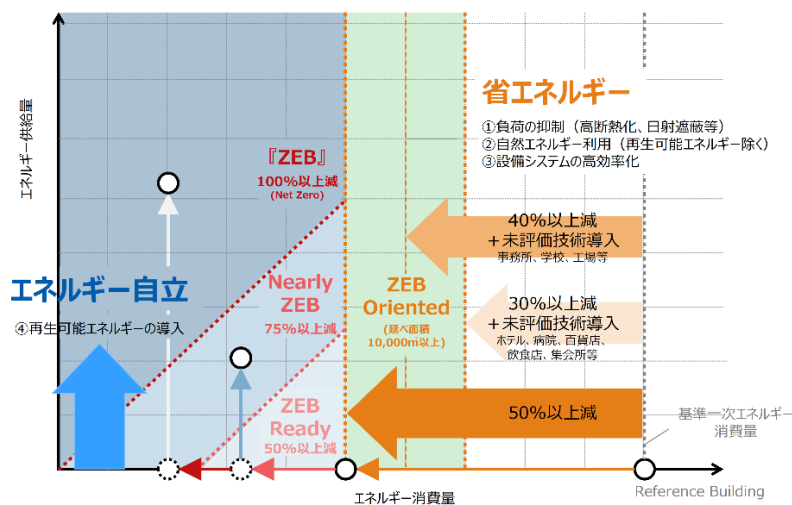 エネルギー供給量
省エネルギー
①負荷の抑制（高断熱化、日射遮蔽等）
②自然エネルギー利用（再生可能エネルギー除く）
③設備システムの高効率化
『ZEB』
100%以上減
(Net Zero)
40%以上減
＋未評価技術導入
事務所、学校、工場等
エネルギー自立
④再生可能エネルギーの導入
Nearly
ZEB
75%以上減
ZEB
Oriented
(延べ面積
10,000㎡以上)
30%以上減
＋未評価技術導入
ホテル、病院、百貨店、
飲食店、集会所等
ZEB
Ready
50%以上減
50%以上減
基準一次エネルギー
消費量
エネルギー消費量
Reference Building